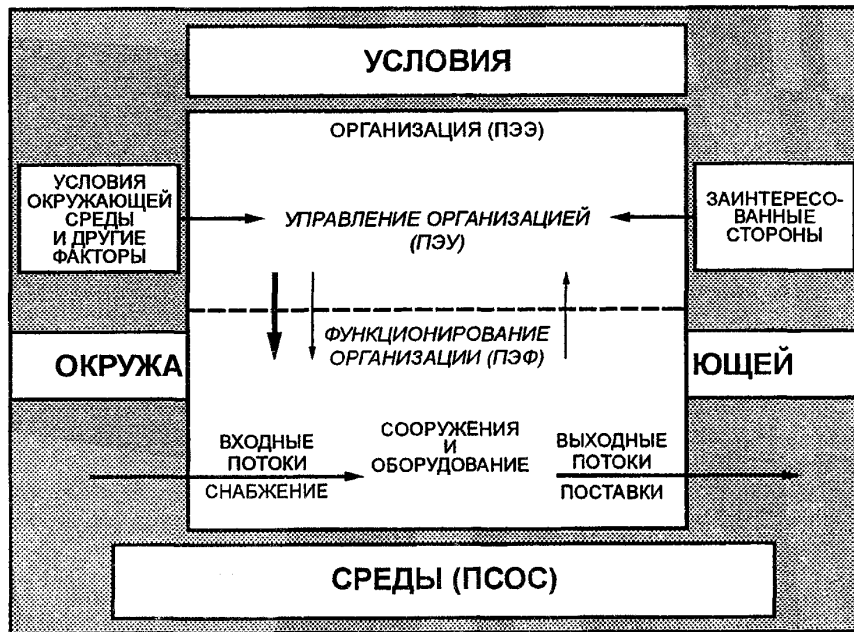 УСЛОВИЯ
ОРГАНИЗАЦИЯ (ПЭЭ)
УСЛОВИЯ
ОКРУЖАЮЩЕЙ
СРЕДЫ
И ДРУГИЕ
ФАКТОРЫ
УПРАВЛЕНИЕ ОРГАНИЗАЦИЕЙ
(ПЭУ)
ЗАИНТЕРЕСО-
ВАННЫЕ
СТОРОНЫ
ФУНКЦИОНИРОВАНИЕ
ОРГАНИЗАЦИИ (ПЭФ)
ОКРУЖА ЮЩЕЙ
ВХОДНЫЕ
ПОТОКИ
СНАБЖЕНИЕ
СООРУЖЕНИЯ
И
ОБОРУДОВАНИЕ
ВЫХОДНЫЕ
ПОТОКИ
ПОСТАВКИ
СРЕДЫ (ПСОС)